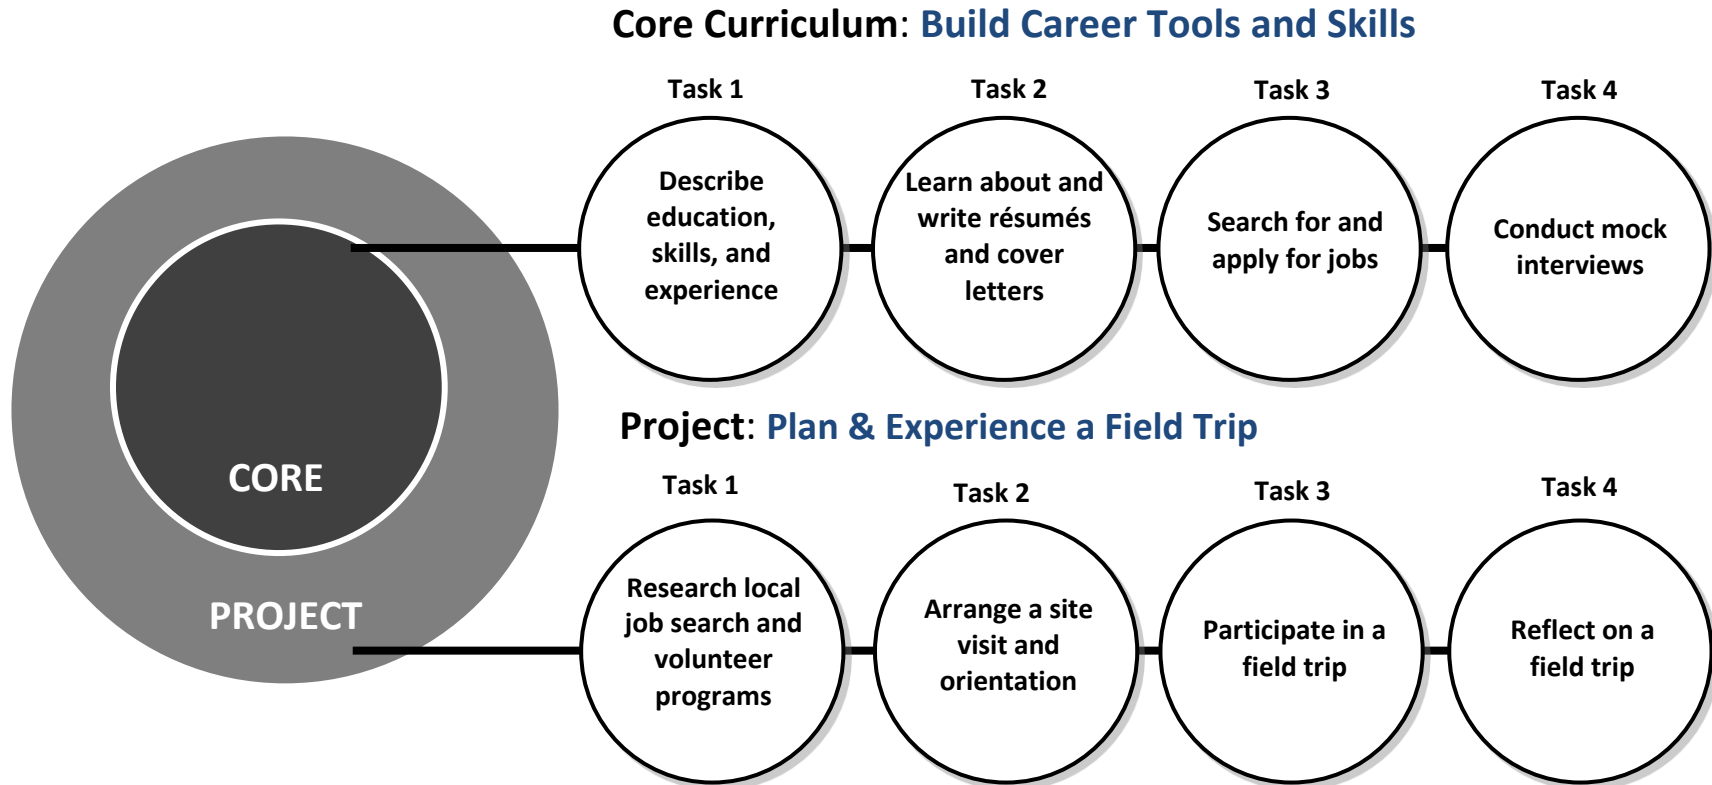 Core Curriculum: Build Career Tools and Skills
Task 1
Task 2
Task 3
Task 4
Describe
education,
skills, and
experience
Learn about and
write résumés
and cover
letters
Search for and
apply for jobs
Conduct mock
interviews
CORE
PROJECT
Project: Plan & Experience a Field Trip
Task 1
Task 2
Task 3
Task 4
Research local
job search and
volunteer
programs
Arrange a site
visit and
orientation
Participate in a
field trip
Reflect on a
field trip